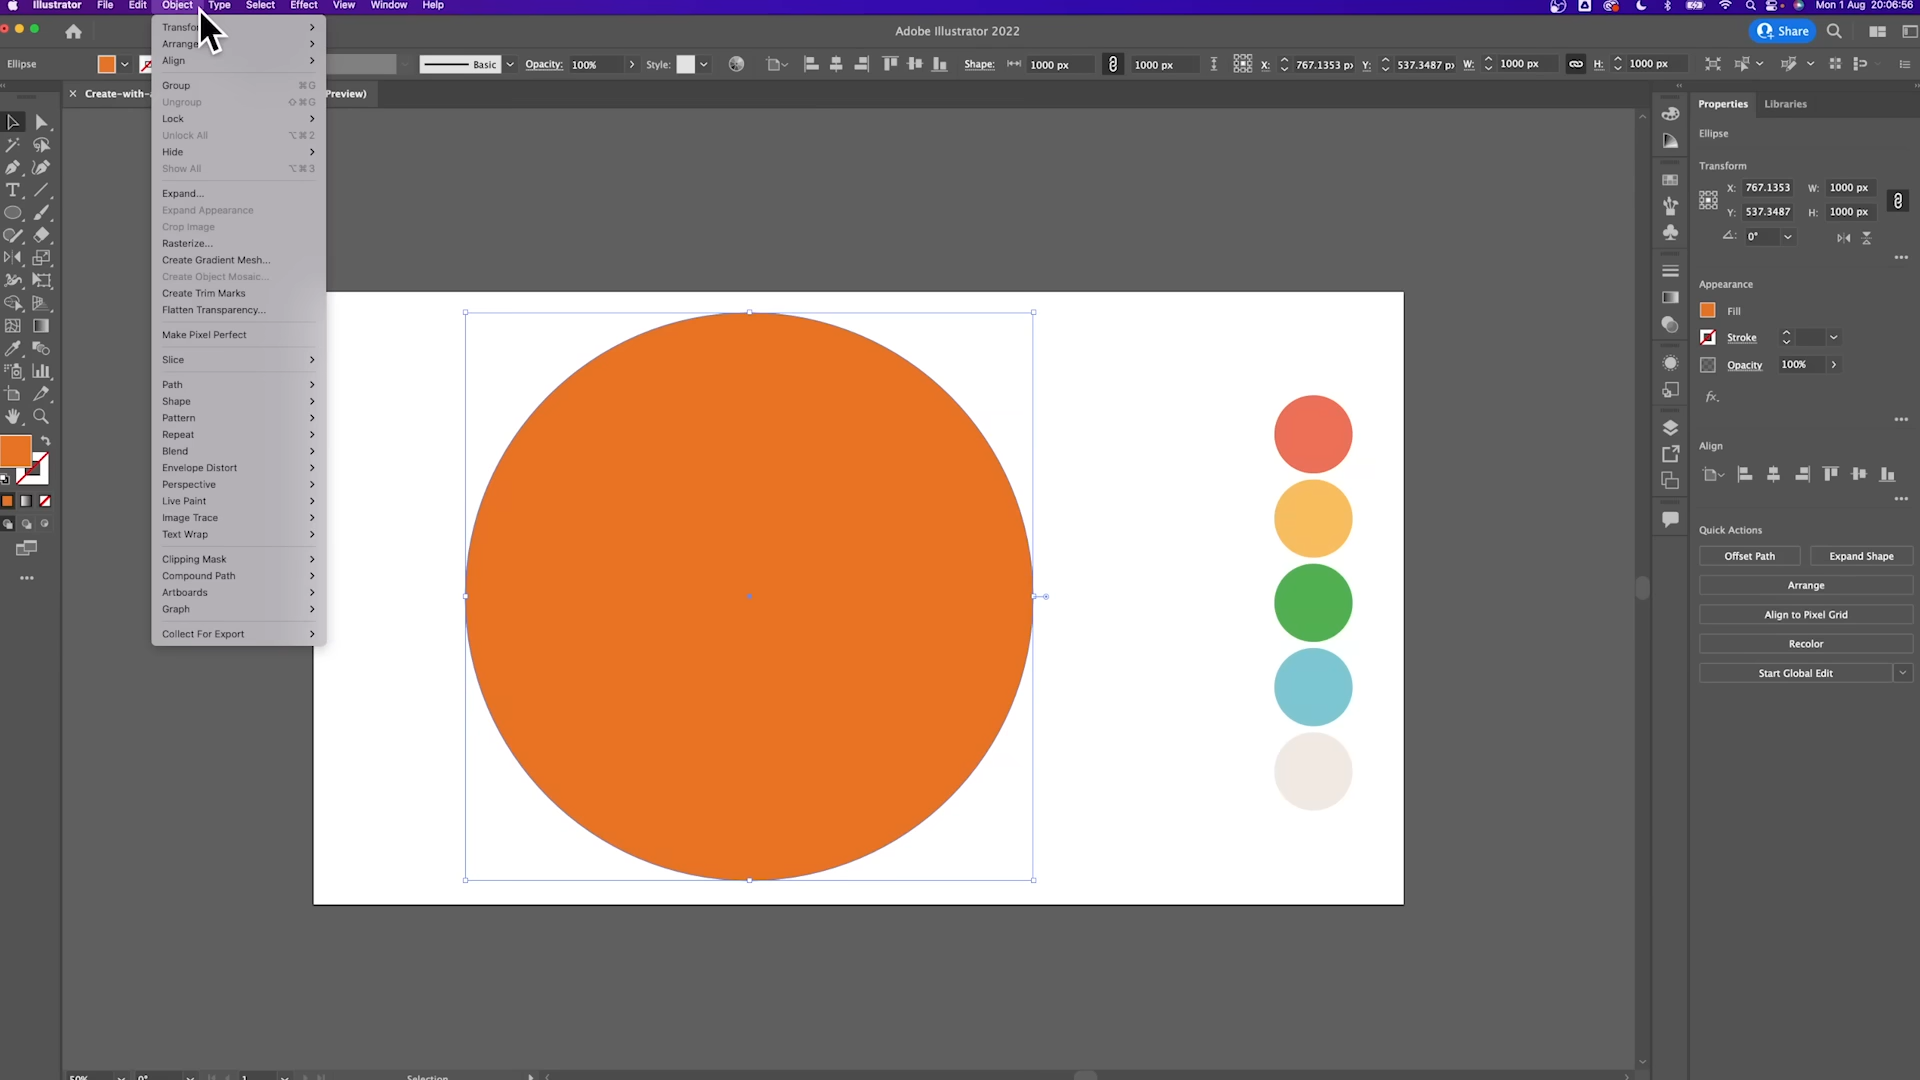 Illustrator File Edit Object Type Select Effect View Window Help
Mon 1 Aug 20:06:56
Adobe Illustrator 2022
Share
Ellipse
Basic
Opacity: 100%
Style:
Shape: 1000 px 1000 px
X: 767.1353 p
Y: 537.3487 p
W: 1000 px
H: 1000 px
× Create-with-
Preview)
Transfo
Arrange
Align
Group ⌘G
Ungroup ⇧⌘G
Lock
Unlock All ⌥⌘2
Hide
Show All ⌥⌘3
Expand...
Expand Appearance
Crop Image
Rasterize...
Create Gradient Mesh...
Create Object Mosaic...
Create Trim Marks
Flatten Transparency...
Make Pixel Perfect
Slice
Path
Shape
Pattern
Repeat
Blend
Envelope Distort
Perspective
Live Paint
Image Trace
Text Wrap
Clipping Mask
Compound Path
Artboards
Graph
Collect For Export
Properties Libraries
Ellipse
Transform
X: 767.1353 W: 1000 px
Y: 537.3487 H: 1000 px
0°
Appearance
Fill
Stroke
Opacity 100%
fx.
Align
Quick Actions
Offset Path Expand Shape
Arrange
Align to Pixel Grid
Recolor
Start Global Edit
50% 0° 1 Selection